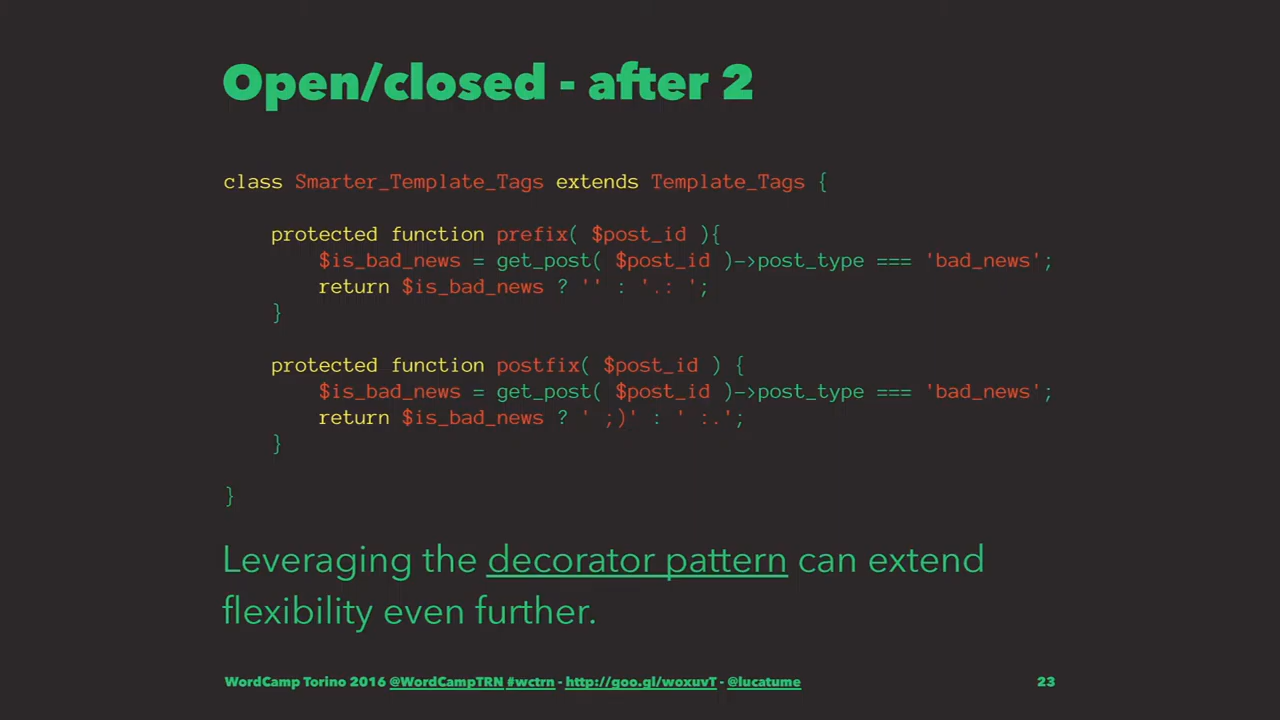 Open/closed - after 2
class Smarter_Template_Tags extends Template_Tags {
protected function prefix( $post_id ){
$is_bad_news = get_post( $post_id )->post_type === 'bad_news';
return $is_bad_news ? '' : '.: ';
}
protected function postfix( $post_id ) {
$is_bad_news = get_post( $post_id )->post_type === 'bad_news';
return $is_bad_news ? ' ;)' : ' :.';
}
}
Leveraging the decorator pattern can extend
flexibility even further.
WordCamp Torino 2016 @WordCampTRN #wctrn - http://goo.gl/woxuvT - @lucatume 23